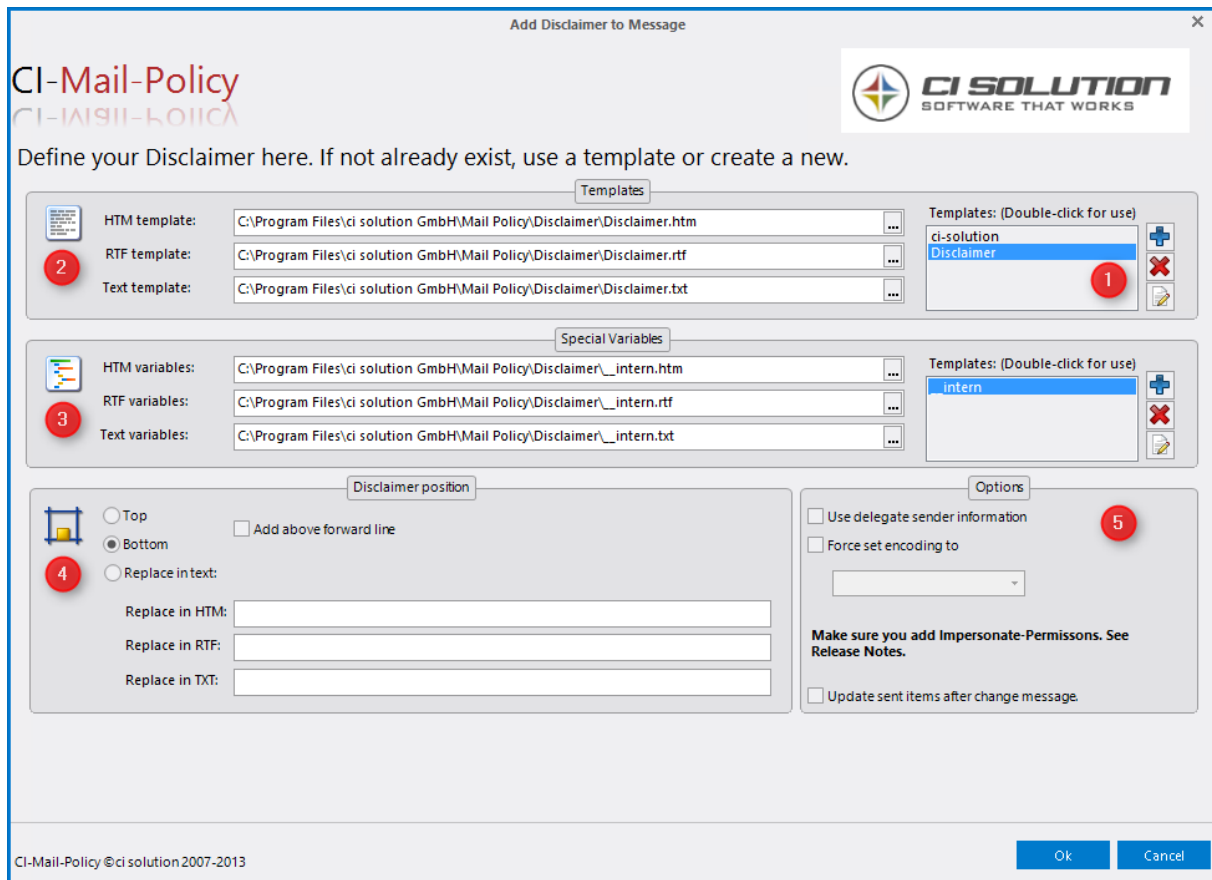 Add Disclaimer to Message
CI-Mail-Policy
CI SOLUTION
SOFTWARE THAT WORKS
Define your Disclaimer here. If not already exist, use a template or create a new.
Templates
HTM template:
C:\Program Files\ci solution GmbH\Mail Policy\Disclaimer\Disclaimer.htm
...
RTF template:
C:\Program Files\ci solution GmbH\Mail Policy\Disclaimer\Disclaimer.rtf
...
Text template:
C:\Program Files\ci solution GmbH\Mail Policy\Disclaimer\Disclaimer.txt
...
2
Templates: (Double-click for use)
ci-solution
Disclaimer
1
Special Variables
HTM variables:
C:\Program Files\ci solution GmbH\Mail Policy\Disclaimer\__intern.htm
...
RTF variables:
C:\Program Files\ci solution GmbH\Mail Policy\Disclaimer\__intern.rtf
...
Text variables:
C:\Program Files\ci solution GmbH\Mail Policy\Disclaimer\__intern.txt
...
3
Templates: (Double-click for use)
__intern
Disclaimer position
Top
Bottom
Replace in text:
Add above forward line
4
Replace in HTM:
Replace in RTF:
Replace in TXT:
Options
Use delegate sender information
5
Force set encoding to
Make sure you add Impersonate-Permissons. See
Release Notes.
Update sent items after change message.
CI-Mail-Policy ©ci solution 2007-2013
Ok
Cancel